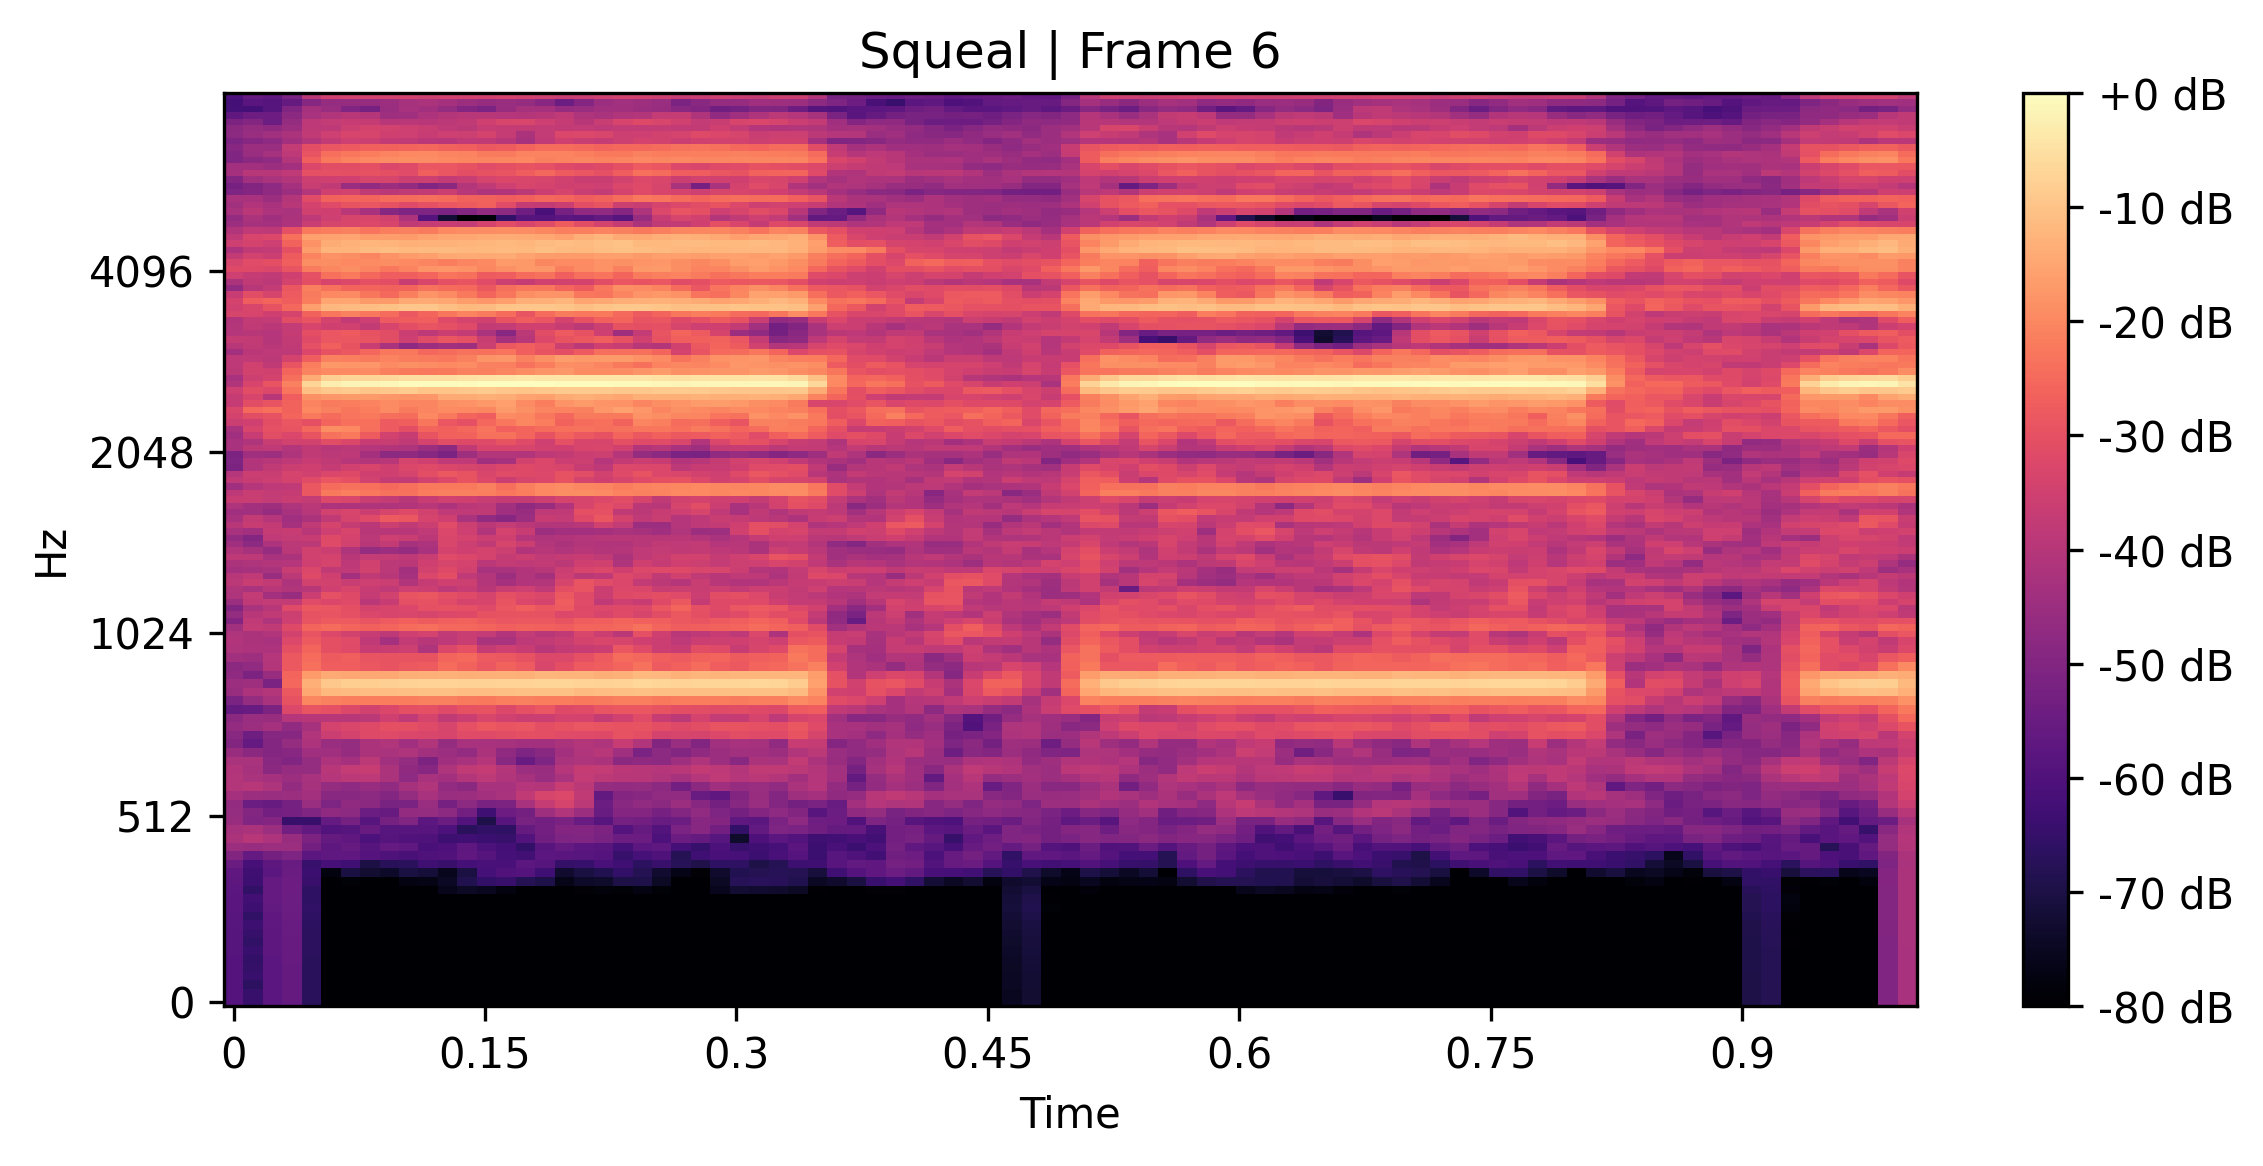 Squeal | Frame 6
+0 dB
-10 dB
-20 dB
-30 dB
-40 dB
-50 dB
-60 dB
-70 dB
-80 dB
Hz
4096
2048
1024
512
0
0 0.15 0.3 0.45 0.6 0.75 0.9
Time